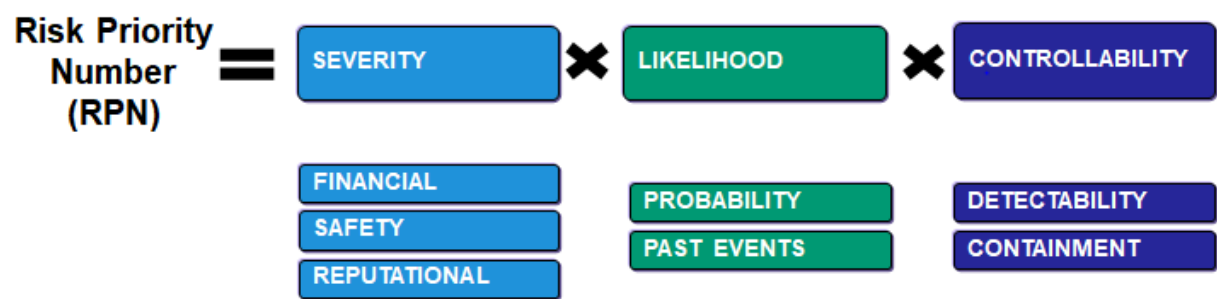 Risk Priority
Number
(RPN)
= SEVERITY × LIKELIHOOD × CONTROLLABILITY
FINANCIAL
SAFETY
REPUTATIONAL
PROBABILITY
PAST EVENTS
DETECTABILITY
CONTAINMENT